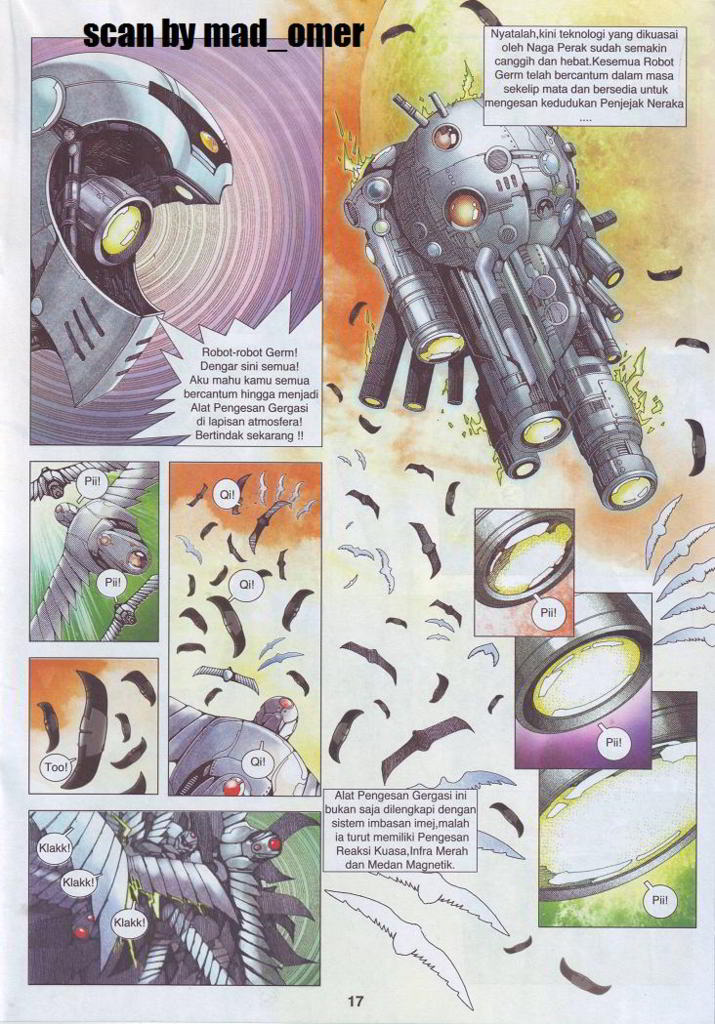 scan by mad_omer
Nyatalah,kini teknologi yang dikuasai
oleh Naga Perak sudah semakin
canggih dan hebat.Kesemua Robot
Germ telah bercantum dalam masa
sekelip mata dan bersedia untuk
mengesan kedudukan Penjejak Neraka
....
Robot-robot Germ!
Dengar sini semua!
Aku mahu kamu semua
bercantum hingga menjadi
Alat Pengesan Gergasi
di lapisan atmosfera!
Bertindak sekarang !!
Pii!
Pii!
Qi!
Qi!
Qi!
Too!
Pii!
Pii!
Pii!
Alat Pengesan Gergasi ini
bukan saja dilengkapi dengan
sistem imbasan imej,malah
ia turut memiliki Pengesan
Reaksi Kuasa,Infra Merah
dan Medan Magnetik.
Klakk!
Klakk!
Klakk!
17